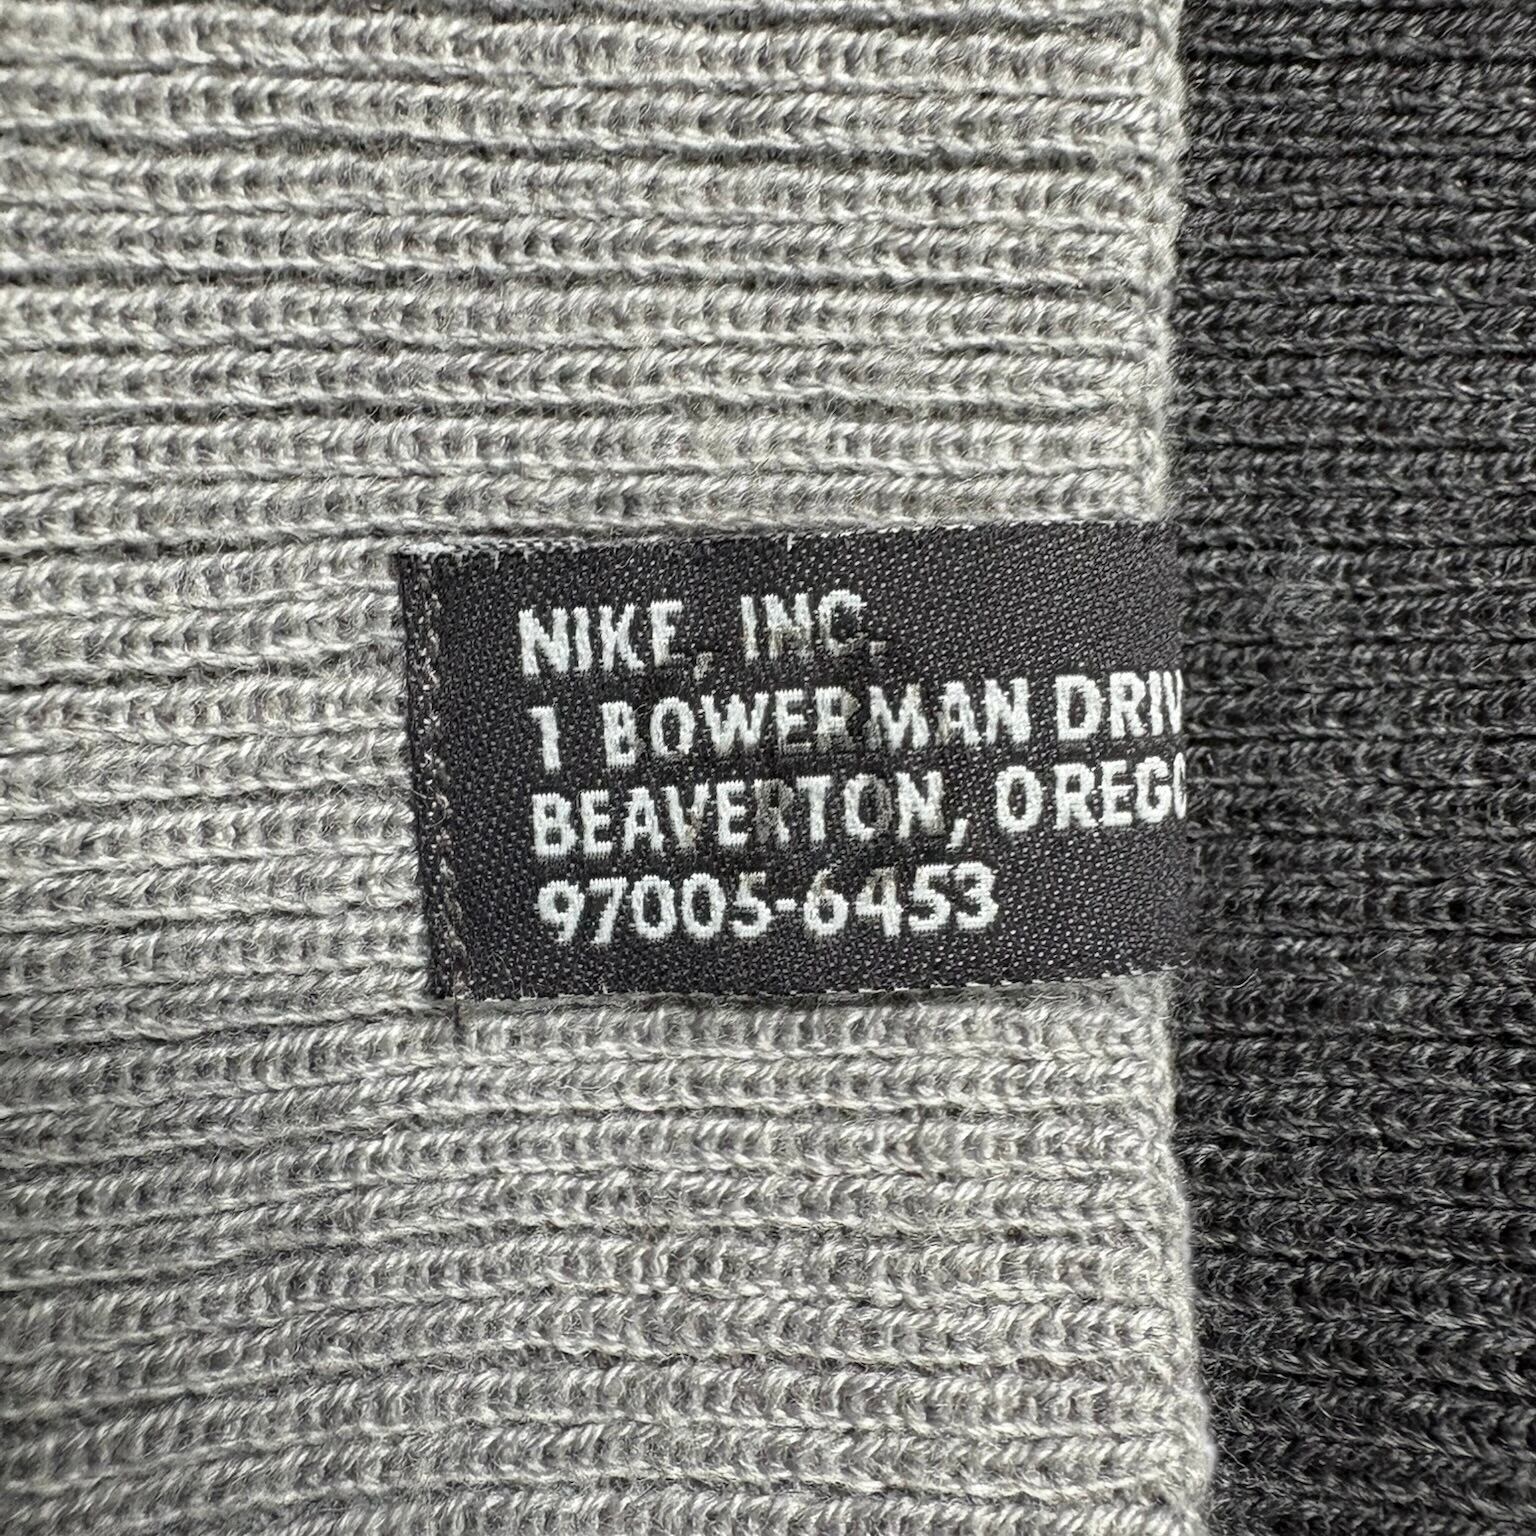 NIKE, INC.
1 BOWERMAN DRIV
BEAVERTON, OREGO
97005-6453